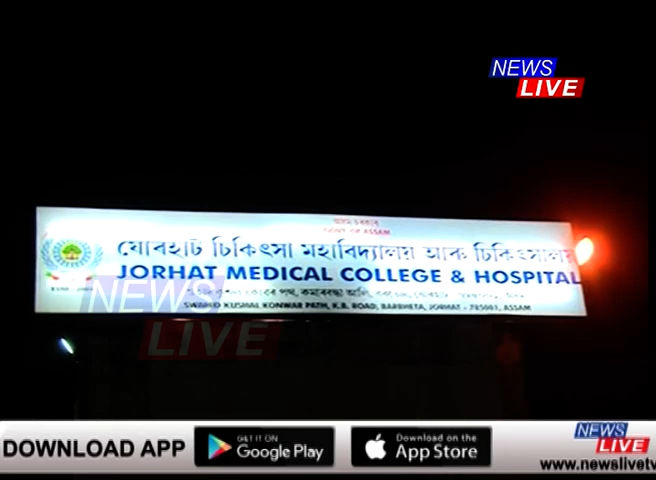 NEWS
LIVE
অসম চৰকাৰ
GOVT. OF ASSAM
যোৰহাট চিকিৎসা মহাবিদ্যালয় আৰু চিকিৎসালয়
JORHAT MEDICAL COLLEGE & HOSPITAL
SWAHID KUSHAL KONWAR PATH, K.B. ROAD, BARBHETA, JORHAT - 785001, ASSAM
NEWS
LIVE
DOWNLOAD APP
GET IT ON
Google Play
Download on the
App Store
NEWS
LIVE
www.newslivetv